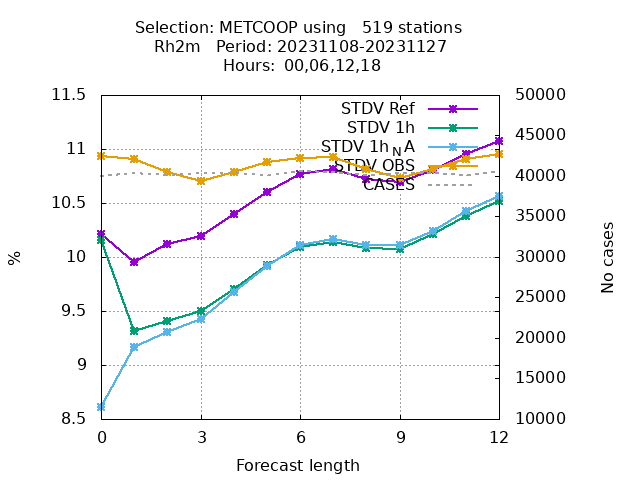 Selection: METCOOP using   519 stations
Rh2m   Period: 20231108-20231127
Hours:  00,06,12,18
11.5
11
10.5
10
9.5
9
8.5
%
50000
45000
40000
35000
30000
25000
20000
15000
10000
No cases
STDV Ref
STDV 1h
STDV 1h_NA
STDV OBS
CASES
0 3 6 9 12
Forecast length